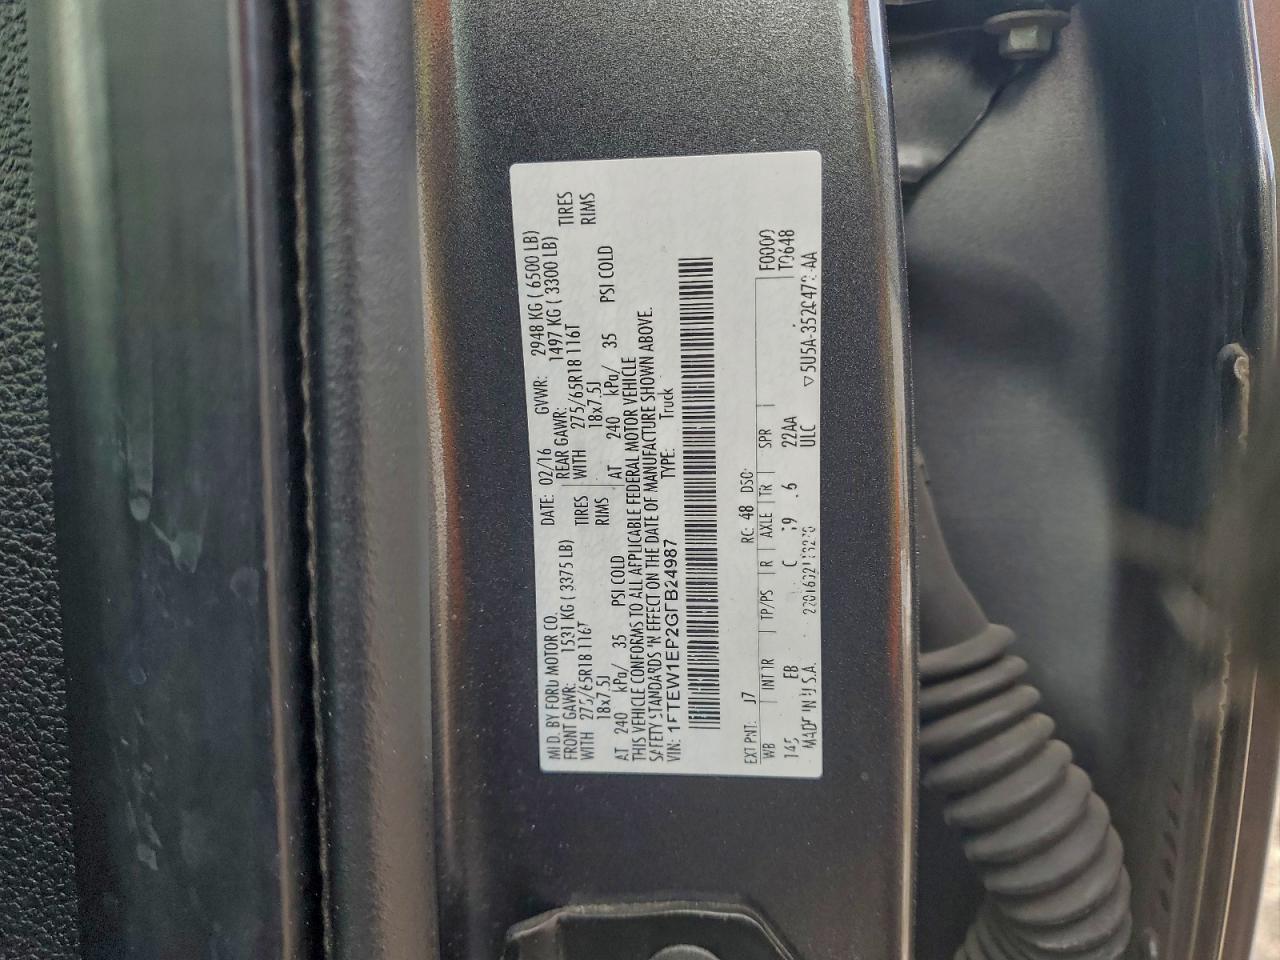 MFD. BY FORD MOTOR CO. DATE: 02/16 GVWR: 2948 KG ( 6500 LB)
FRONT GAWR: 1531 KG ( 3375 LB) REAR GAWR: 1497 KG ( 3300 LB)
WITH 275/65R18 116T TIRES WITH 275/65R18 116T TIRES
18x7.5J RIMS 18x7.5J RIMS
AT 240 kPa/ 35 PSI COLD AT 240 kPa/ 35 PSI COLD
THIS VEHICLE CONFORMS TO ALL APPLICABLE FEDERAL MOTOR VEHICLE
SAFETY STANDARDS IN EFFECT ON THE DATE OF MANUFACTURE SHOWN ABOVE.
VIN: 1FTEW1EP2GFB24987 TYPE: Truck
EXT PNT: J7 RC: 48 DSO: F0000
WB INT TR TP/PS R AXLE TR SPR T0648
145 EB C 6 22AA
MADE IN U.S.A. ULC